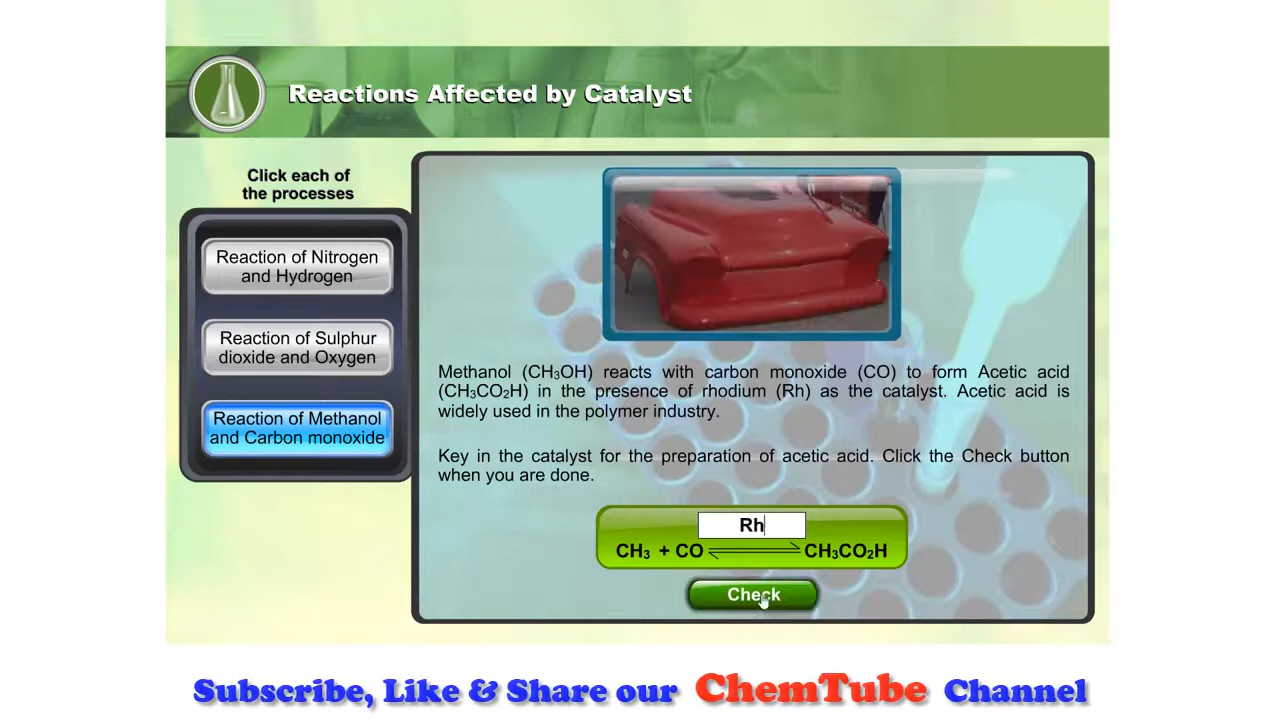 Reactions Affected by Catalyst
Click each of
the processes
Reaction of Nitrogen
and Hydrogen
Reaction of Sulphur
dioxide and Oxygen
Reaction of Methanol
and Carbon monoxide
Methanol (CH₃OH) reacts with carbon monoxide (CO) to form Acetic acid
(CH₃CO₂H) in the presence of rhodium (Rh) as the catalyst. Acetic acid is
widely used in the polymer industry.
Key in the catalyst for the preparation of acetic acid. Click the Check button
when you are done.
Rh
CH₃ + CO ⇌ CH₃CO₂H
Check
Subscribe, Like & Share our ChemTube Channel